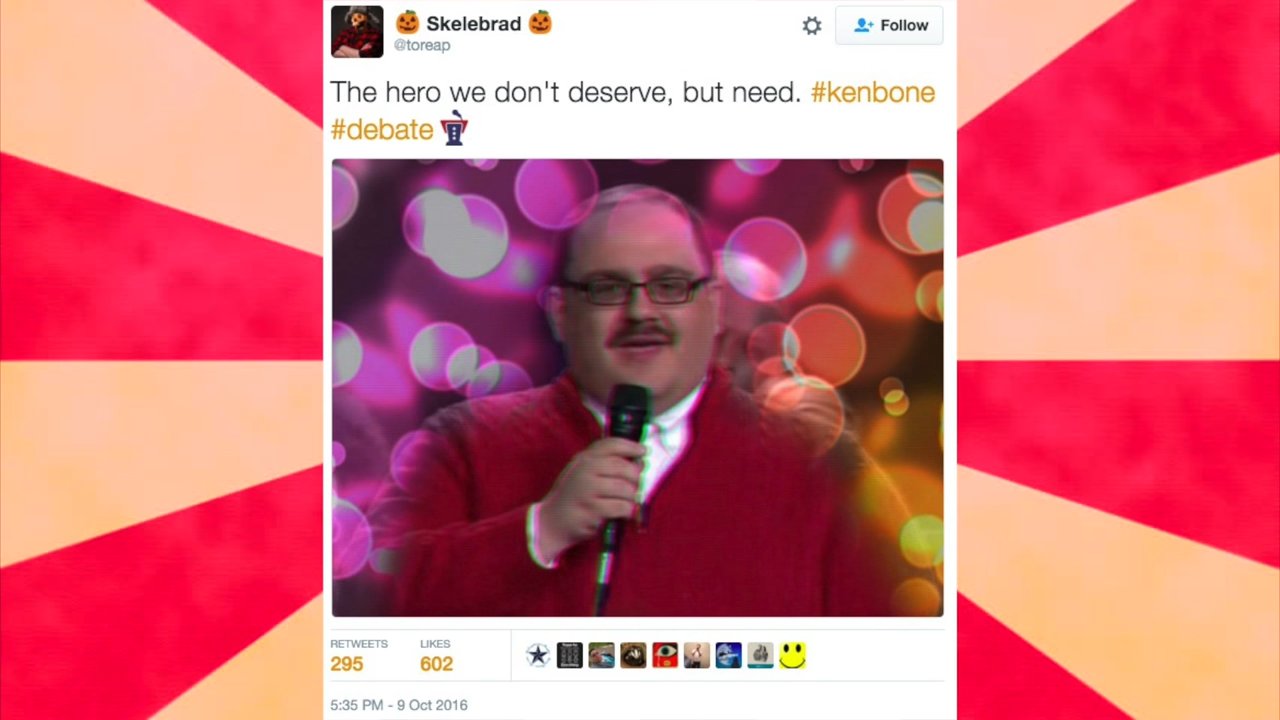 🎃 Skelebrad 🎃
@toreap
Follow
The hero we don't deserve, but need. #kenbone
#debate
RETWEETS LIKES
295 602
5:35 PM - 9 Oct 2016